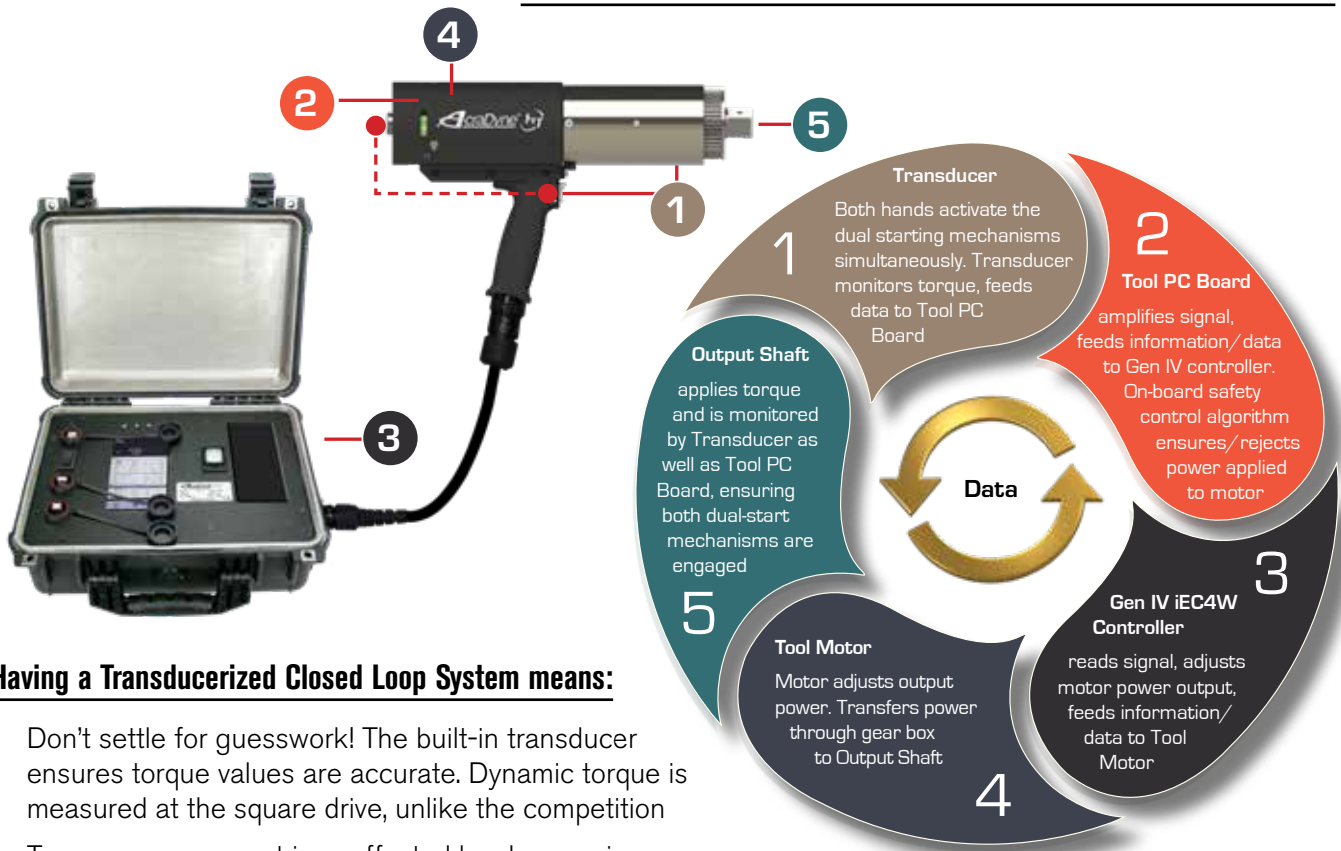 4
2
AcraDyne
5
1
3
Transducer
Both hands activate the
dual starting mechanisms
simultaneously. Transducer
monitors torque, feeds
data to Tool PC
Board
1
2
Tool PC Board
amplifies signal,
feeds information/data
to Gen IV controller.
On-board safety
control algorithm
ensures/rejects
power applied
to motor
3
Gen IV iEC4W
Controller
reads signal, adjusts
motor power output,
feeds information/
data to Tool
Motor
Tool Motor
Motor adjusts output
power. Transfers power
through gear box
to Output Shaft
4
Output Shaft
applies torque
and is monitored
by Transducer as
well as Tool PC
Board, ensuring
both dual-start
mechanisms are
engaged
5
Data
Having a Transducerized Closed Loop System means:
Don't settle for guesswork! The built-in transducer
ensures torque values are accurate. Dynamic torque is
measured at the square drive, unlike the competition